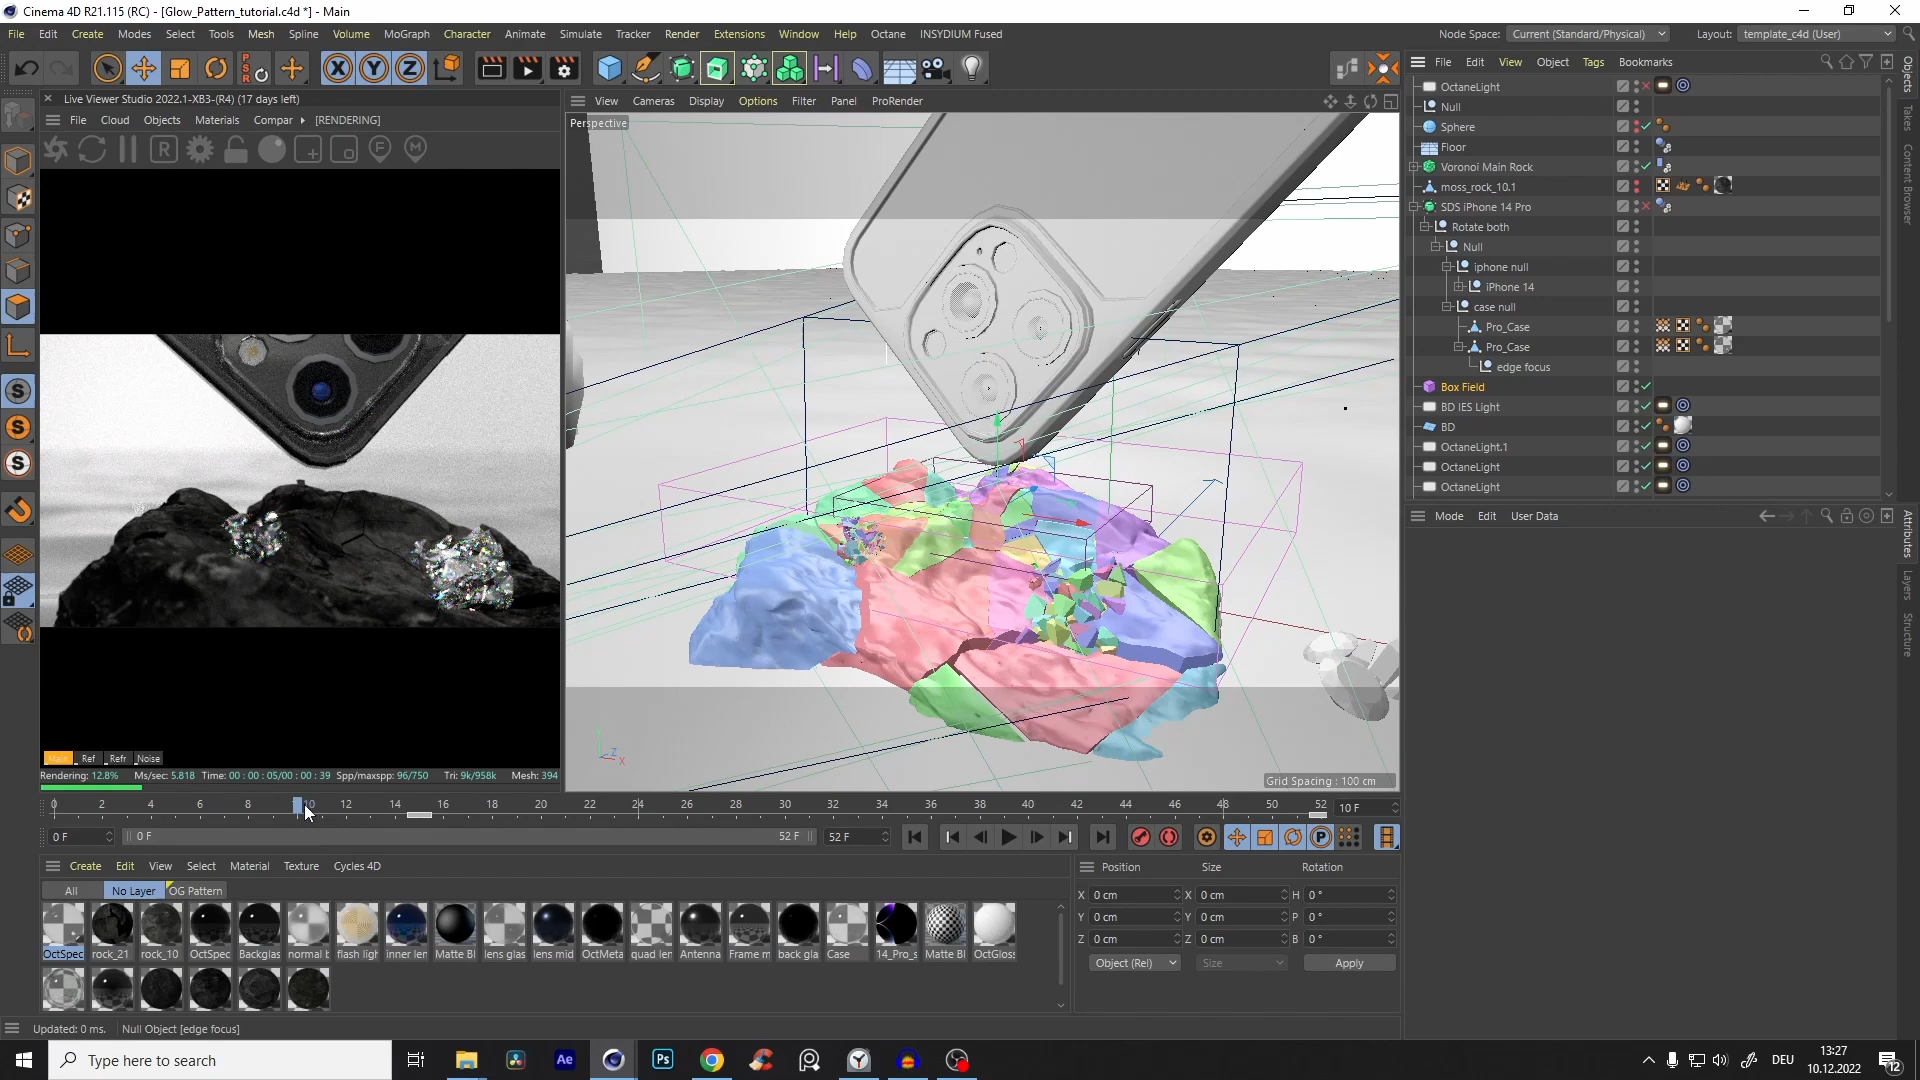 Cinema 4D R21.115 (RC) - [Glow_Pattern_tutorial.c4d *] - Main
File Edit Create Modes Select Tools Mesh Spline Volume MoGraph Character Animate Simulate Tracker Render Extensions Window Help Octane INSYDIUM Fused
Node Space: Current (Standard/Physical) Layout: template_c4d (User)
PSR X Y Z
File Edit View Object Tags Bookmarks
Live Viewer Studio 2022.1-XB3-(R4) (17 days left)
File Cloud Objects Materials Compar [RENDERING]
View Cameras Display Options Filter Panel ProRender
Perspective
OctaneLight
Null
Sphere
Floor
Voronoi Main Rock
moss_rock_10.1
SDS iPhone 14 Pro
Rotate both
Null
iphone null
iPhone 14
case null
Pro_Case
Pro_Case
edge focus
Box Field
BD IES Light
BD
OctaneLight.1
OctaneLight
OctaneLight
Objects
Takes
Content Browser
Mode Edit User Data
Attributes
Layers
Structure
Y Z X
Grid Spacing : 100 cm
Main Ref Refr Noise
Rendering: 12.8% Ms/sec: 5.818 Time: 00 : 00 : 05/00 : 00 : 39 Spp/maxspp: 96/750 Tri: 9k/958k Mesh: 394
0 2 4 6 8 10 12 14 16 18 20 22 24 26 28 30 32 34 36 38 40 42 44 46 48 50 52 10 F
0 F 0 F 52 F 52 F
Create Edit View Select Material Texture Cycles 4D
All No Layer OG Pattern
OctSpec rock_21 rock_10 OctSpec Backglas normal b flash ligh inner len Matte Bl lens glas lens mid OctMeta quad len Antenna Frame m back gla Case 14_Pro_s Matte Bl OctGloss
Position Size Rotation
X 0 cm X 0 cm H 0 °
Y 0 cm Y 0 cm P 0 °
Z 0 cm Z 0 cm B 0 °
Object (Rel) Size Apply
Updated: 0 ms. Null Object [edge focus]
Type here to search
Ae Ps
DEU
13:27
10.12.2022
12